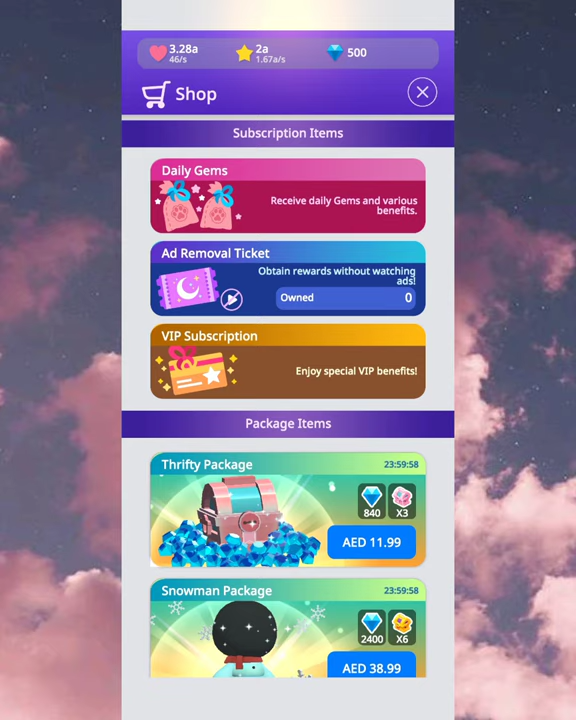 3.28a
46/s
2a
1.67a/s
500
Shop
Subscription Items
Daily Gems
Receive daily Gems and various
benefits.
Ad Removal Ticket
Obtain rewards without watching
ads!
Owned 0
VIP Subscription
Enjoy special VIP benefits!
Package Items
Thrifty Package 23:59:58
840 X3
AED 11.99
Snowman Package 23:59:58
2400 X6
AED 38.99